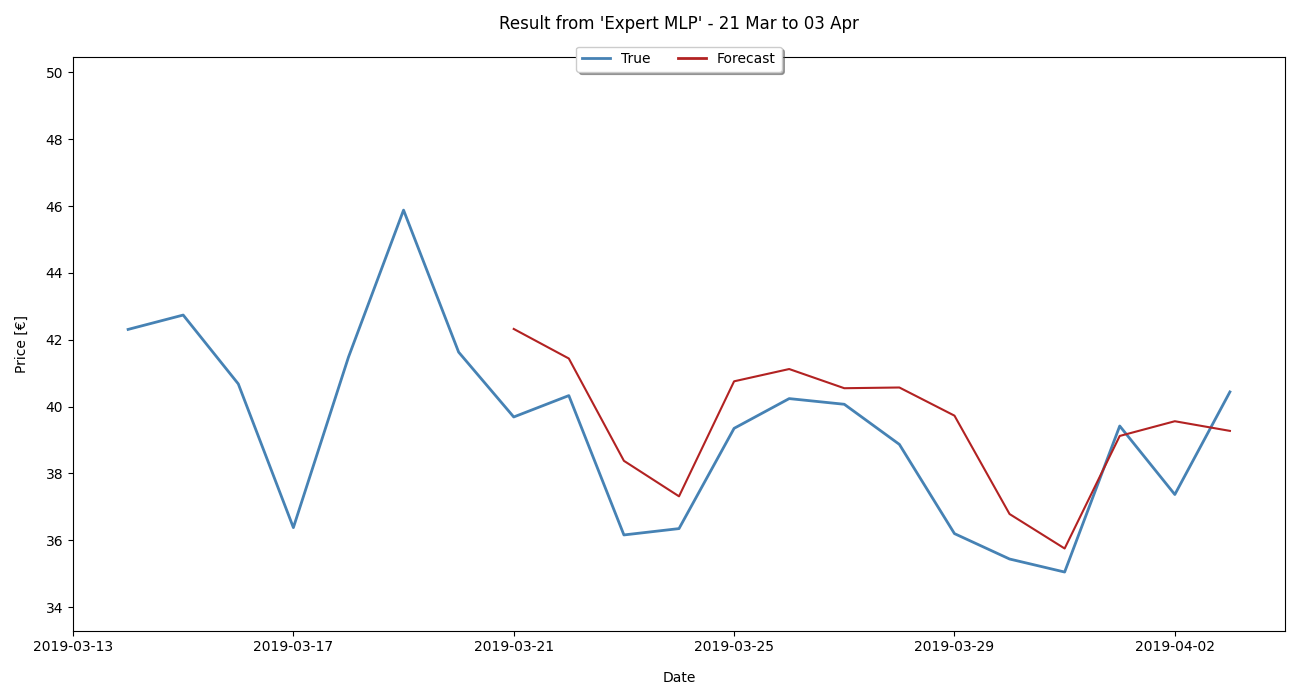 Result from 'Expert MLP' - 21 Mar to 03 Apr
True Forecast
50
48
46
44
42
40
38
36
34
Price [€]
2019-03-13 2019-03-17 2019-03-21 2019-03-25 2019-03-29 2019-04-02
Date